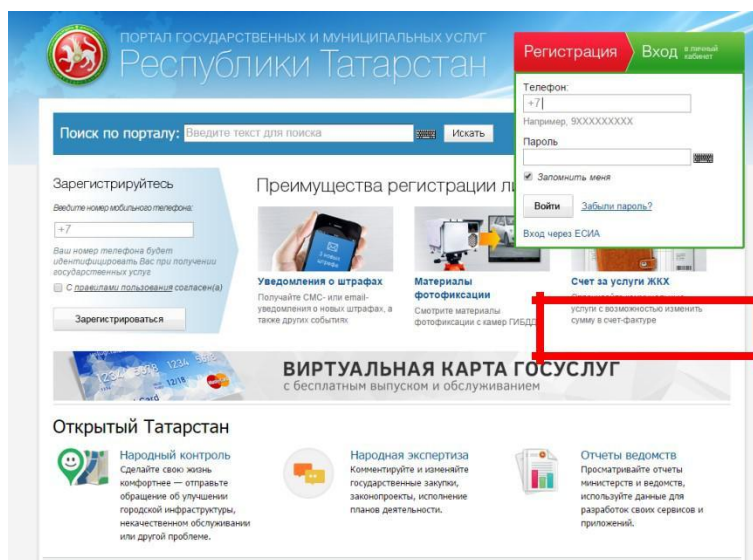 ПОРТАЛ ГОСУДАРСТВЕННЫХ И МУНИЦИПАЛЬНЫХ УСЛУГ
Республики Татарстан
Регистрация
Вход в личный кабинет
Телефон:
+7
Например, 9XXXXXXXXX
Пароль
Запомнить меня
Войти Забыли пароль?
Вход через ЕСИА
Поиск по порталу: Введите текст для поиска Искать
Зарегистрируйтесь
Введите номер мобильного телефона:
+7
Ваш номер телефона будет
идентифицировать Вас при получении
государственных услуг
С правилами пользования согласен(а)
Зарегистрироваться
Преимущества регистрации
3 новых
штрафа
Уведомления о штрафах
Получайте СМС- или email-
уведомления о новых штрафах, а
также других событиях
Материалы
фотофиксации
Смотрите материалы
фотофиксации с камер ГИБДД
Счет за услуги ЖКХ
услуги с возможностью изменить
сумму в счет-фактуре
12/18
MasterCard
ВИРТУАЛЬНАЯ КАРТА ГОСУСЛУГ
с бесплатным выпуском и обслуживанием
Открытый Татарстан
Народный контроль
Сделайте свою жизнь
комфортнее — отправьте
обращение об улучшении
городской инфраструктуры,
некачественном обслуживании
или другой проблеме.
Народная экспертиза
Комментируйте и изменяйте
государственные закупки,
законопроекты, исполнение
планов деятельности.
Отчеты ведомств
Просматривайте отчеты
министерств и ведомств,
используйте данные для
разработок своих сервисов и
приложений.